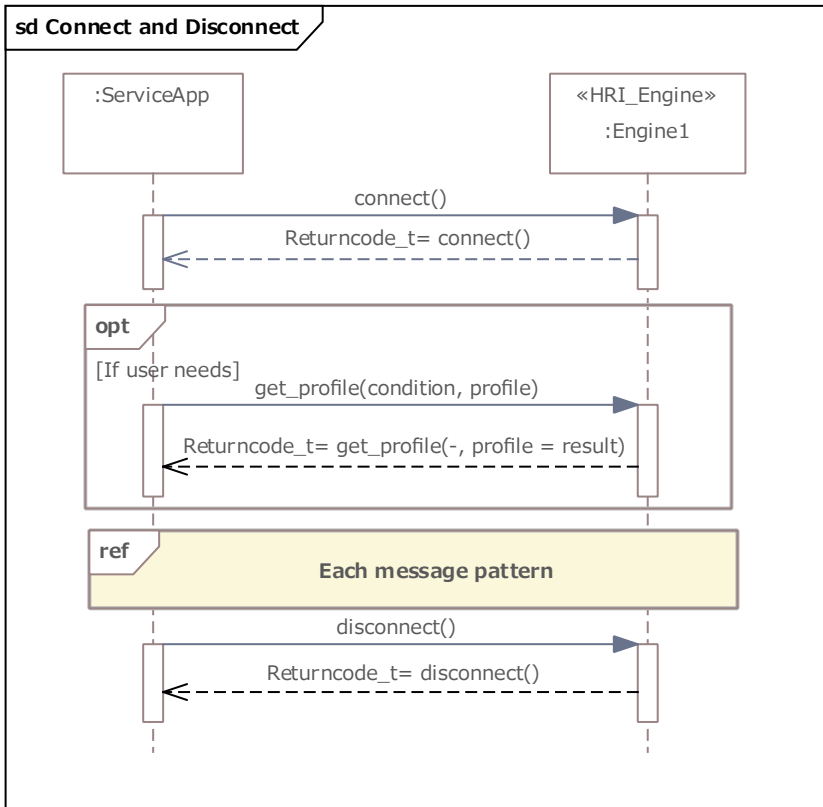 sd Connect and Disconnect
:ServiceApp
«HRI_Engine»
:Engine1
connect()
Returncode_t= connect()
opt
[If user needs]
get_profile(condition, profile)
Returncode_t= get_profile(-, profile = result)
ref
Each message pattern
disconnect()
Returncode_t= disconnect()